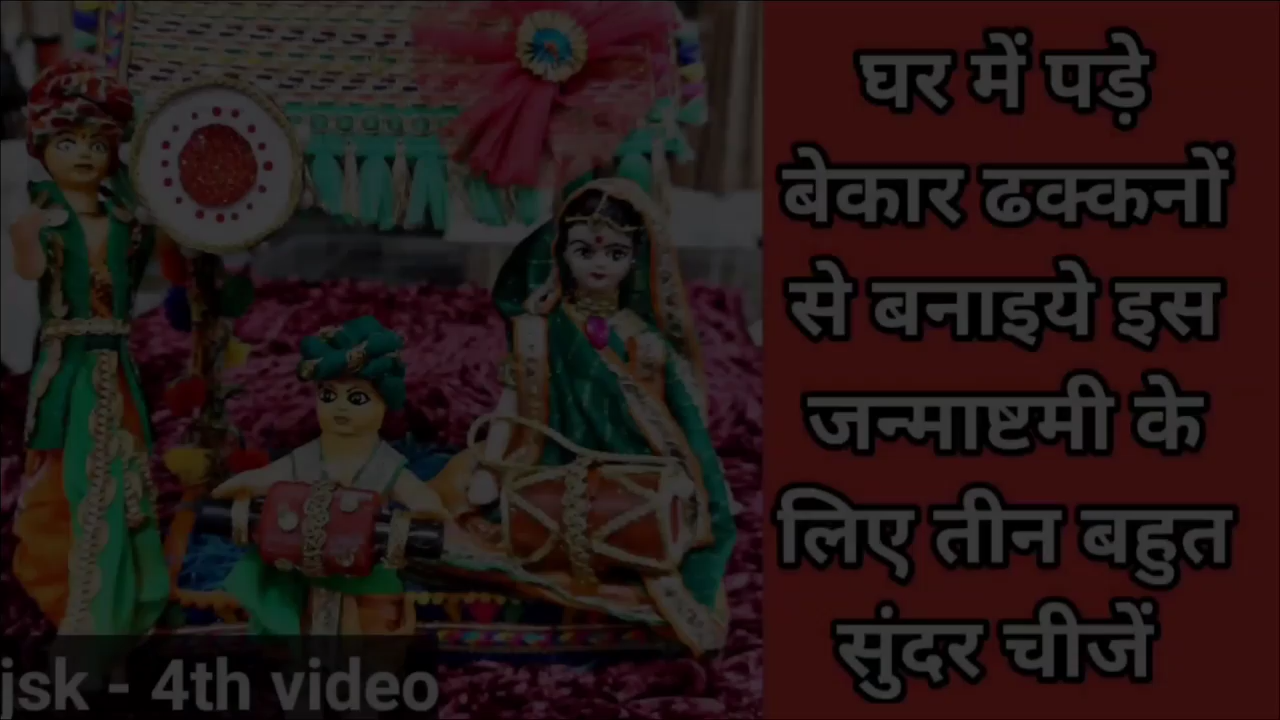 घर में पड़े
बेकार ढक्कनों
से बनाइये इस
जन्माष्टमी के
लिए तीन बहुत
सुंदर चीजें
jsk - 4th video